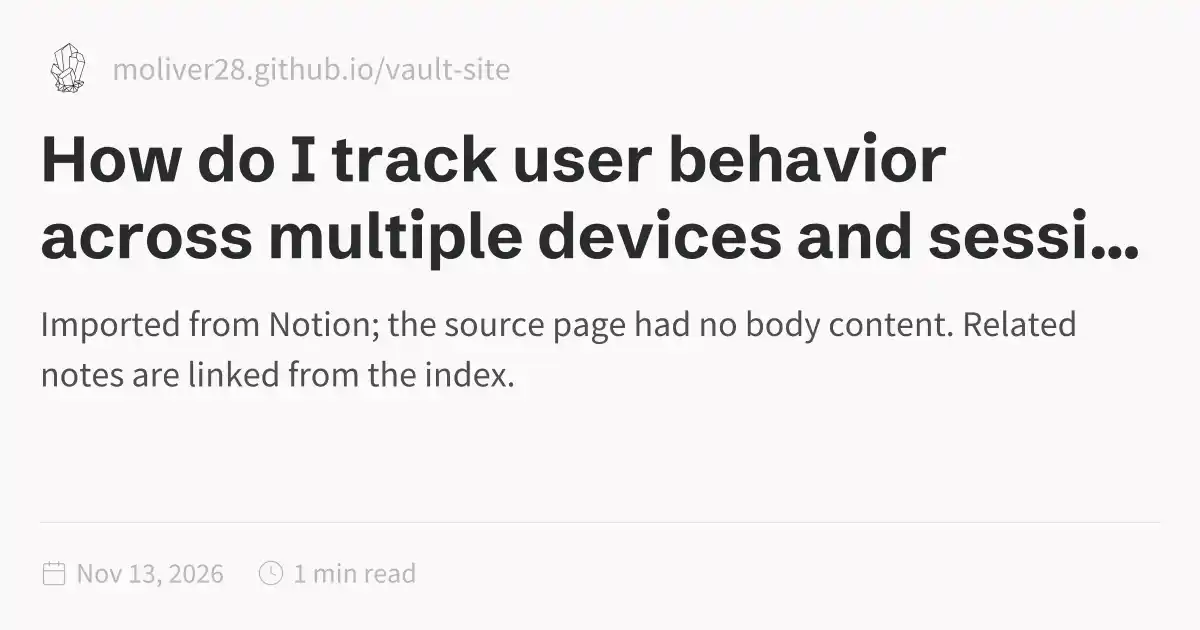 moliver28.github.io/vault-site
How do I track user behavior
across multiple devices and sessi...
Imported from Notion; the source page had no body content. Related
notes are linked from the index.
Nov 13, 2026 1 min read